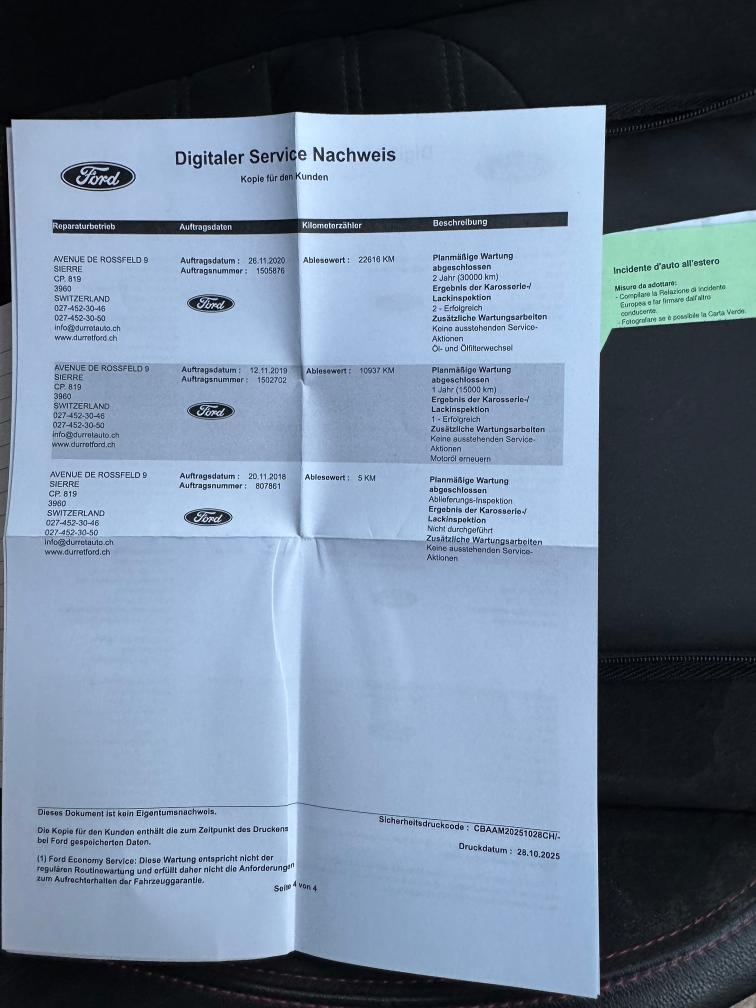 Digitaler Service Nachweis
Ford
Kopie für den Kunden
Reparaturbetrieb Auftragsdaten Kilometerzähler Beschreibung
AVENUE DE ROSSFELD 9
SIERRE
CP. 819
3960
SWITZERLAND
027-452-30-46
027-452-30-50
info@durretauto.ch
www.durretford.ch
Auftragsdatum : 26.11.2020
Auftragsnummer : 1505876
Ford
Ablesewert : 22616 KM
Planmäßige Wartung
abgeschlossen
2 Jahr (30000 km)
Ergebnis der Karosserie-/
Lackinspektion
2 - Erfolgreich
Zusätzliche Wartungsarbeiten
Keine ausstehenden Service-
Aktionen
Öl- und Ölfilterwechsel
AVENUE DE ROSSFELD 9
SIERRE
CP. 819
3960
SWITZERLAND
027-452-30-46
027-452-30-50
info@durretauto.ch
www.durretford.ch
Auftragsdatum : 12.11.2019
Auftragsnummer : 1502702
Ford
Ablesewert : 10937 KM
Planmäßige Wartung
abgeschlossen
1 Jahr (15000 km)
Ergebnis der Karosserie-/
Lackinspektion
1 - Erfolgreich
Zusätzliche Wartungsarbeiten
Keine ausstehenden Service-
Aktionen
Motoröl erneuern
AVENUE DE ROSSFELD 9
SIERRE
CP. 819
3960
SWITZERLAND
027-452-30-46
027-452-30-50
info@durretauto.ch
www.durretford.ch
Auftragsdatum : 20.11.2018
Auftragsnummer : 807861
Ford
Ablesewert : 5 KM
Planmäßige Wartung
abgeschlossen
Ablieferungs-Inspektion
Ergebnis der Karosserie-/
Lackinspektion
Nicht durchgeführt
Zusätzliche Wartungsarbeiten
Keine ausstehenden Service-
Aktionen
Dieses Dokument ist kein Eigentumsnachweis.
Die Kopie für den Kunden enthält die zum Zeitpunkt des Druckens
bei Ford gespeicherten Daten.
(1) Ford Economy Service: Diese Wartung entspricht nicht der
regulären Routinewartung und erfüllt daher nicht die Anforderungen
zum Aufrechterhalten der Fahrzeuggarantie.
Sicherheitsdruckcode : CBAAM20251028CH/-
Druckdatum : 28.10.2025
Seite 4 von 4
Incidente d'auto all'estero
Misure da adottare:
- Compilare la Relazione di incidente
Europea e far firmare dall'altro
conducente.
- Fotografare se è possibile la Carta Verde.